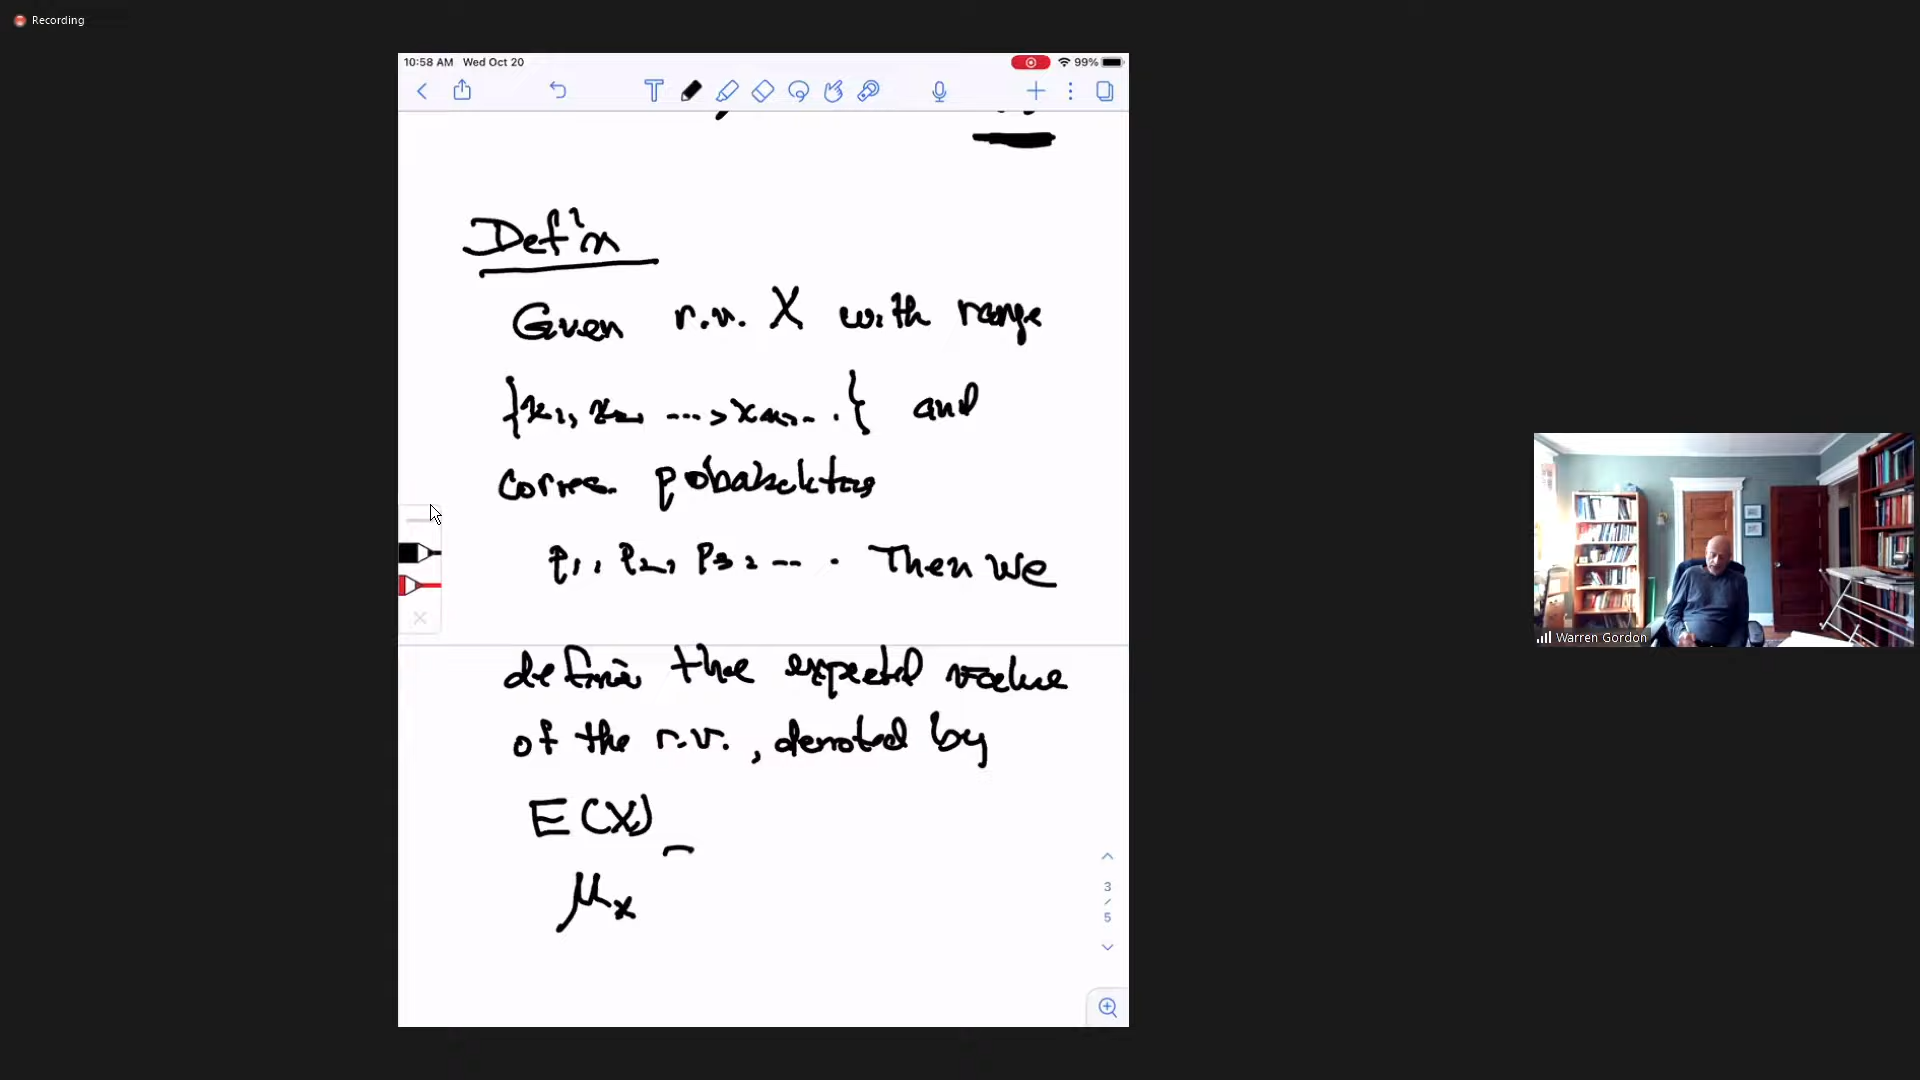 Recording
10:58 AM Wed Oct 20
99%
Def'n
Given r.v. X with range
{x₁, x₂ ...., xₙ, ...} and
corres. pobabilities
p₁, p₂, p₃, .... Then we
define the expected value
of the r.v., denoted by
E(X)
μₓ
3
/
5
Warren Gordon